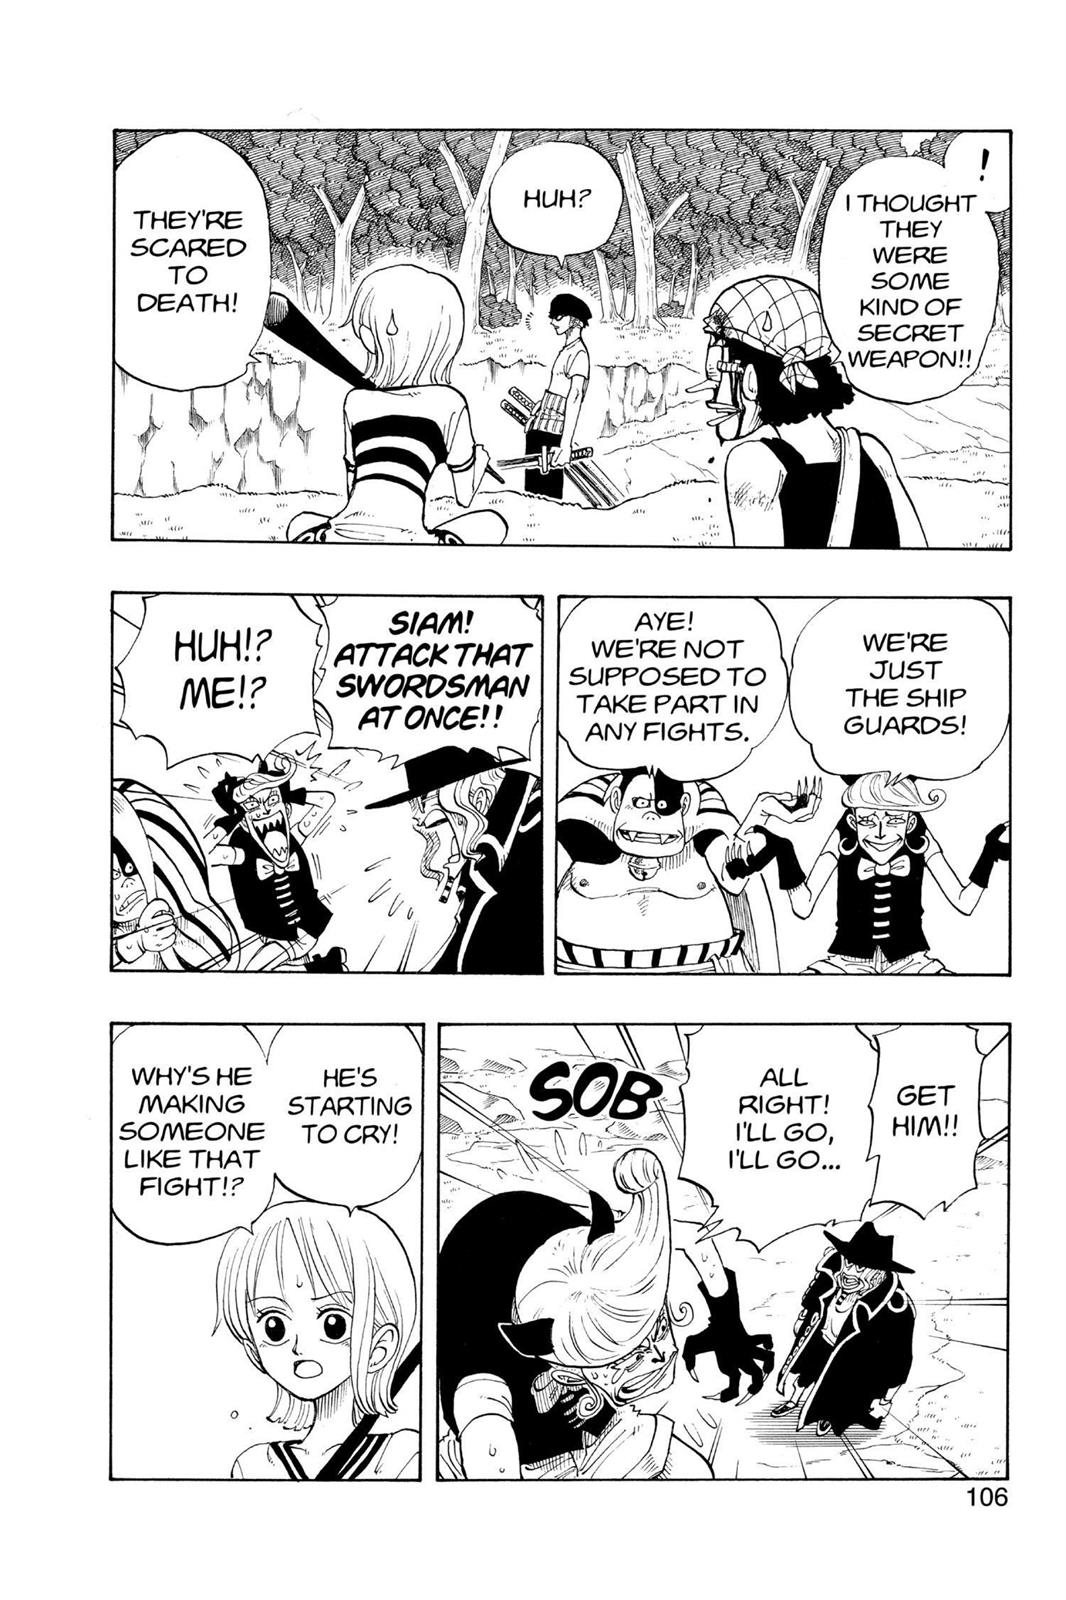 !
I THOUGHT
THEY
WERE
SOME
KIND OF
SECRET
WEAPON!!
HUH?
THEY'RE
SCARED
TO
DEATH!
WE'RE
JUST
THE SHIP
GUARDS!
AYE!
WE'RE NOT
SUPPOSED TO
TAKE PART IN
ANY FIGHTS.
SIAM!
ATTACK THAT
SWORDSMAN
AT ONCE!!
HUH!?
ME!?
GET
HIM!!
ALL
RIGHT!
I'LL GO,
I'LL GO...
SOB
HE'S
STARTING
TO CRY!
WHY'S HE
MAKING
SOMEONE
LIKE THAT
FIGHT!?
106